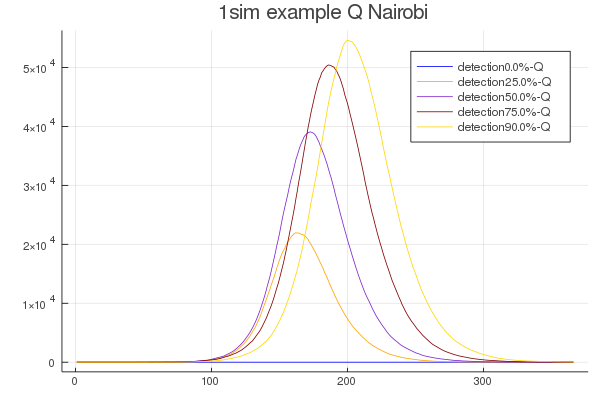 1sim example Q Nairobi
5×10 4
4×10 4
3×10 4
2×10 4
1×10 4
0
0
100
200
300
detection0.0%-Q
detection25.0%-Q
detection50.0%-Q
detection75.0%-Q
detection90.0%-Q